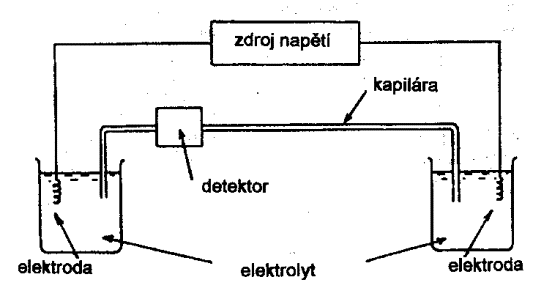 zdroj napětí
kapilára
detektor
elektroda
elektrolyt
elektroda